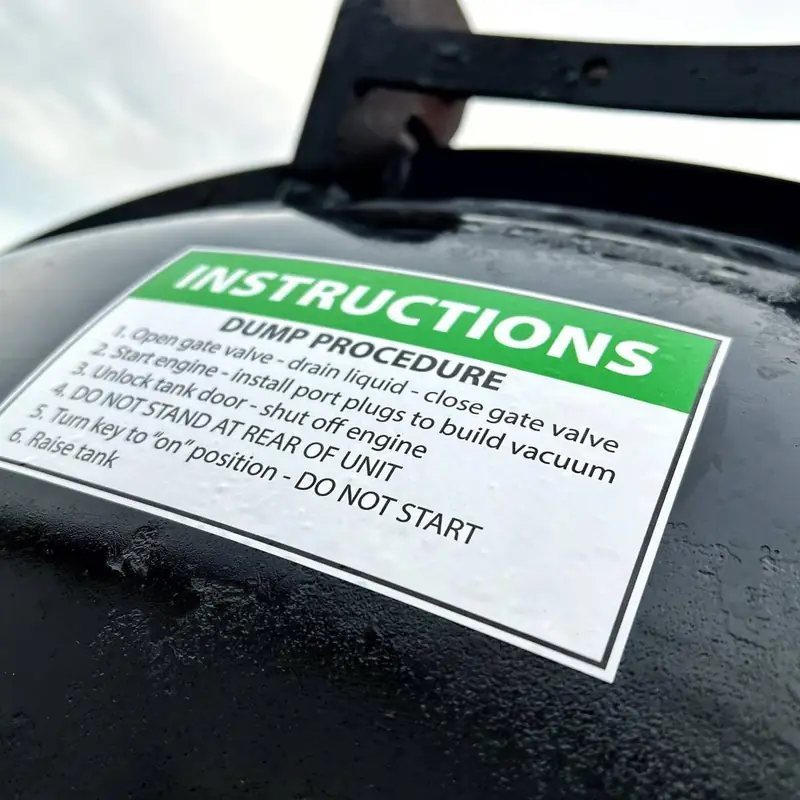 INSTRUCTIONS
DUMP PROCEDURE
1. Open gate valve - drain liquid - close gate valve
2. Start engine - install port plugs to build vacuum
3. Unlock tank door - shut off engine
4. DO NOT STAND AT REAR OF UNIT
5. Turn key to "on" position - DO NOT START
6. Raise tank